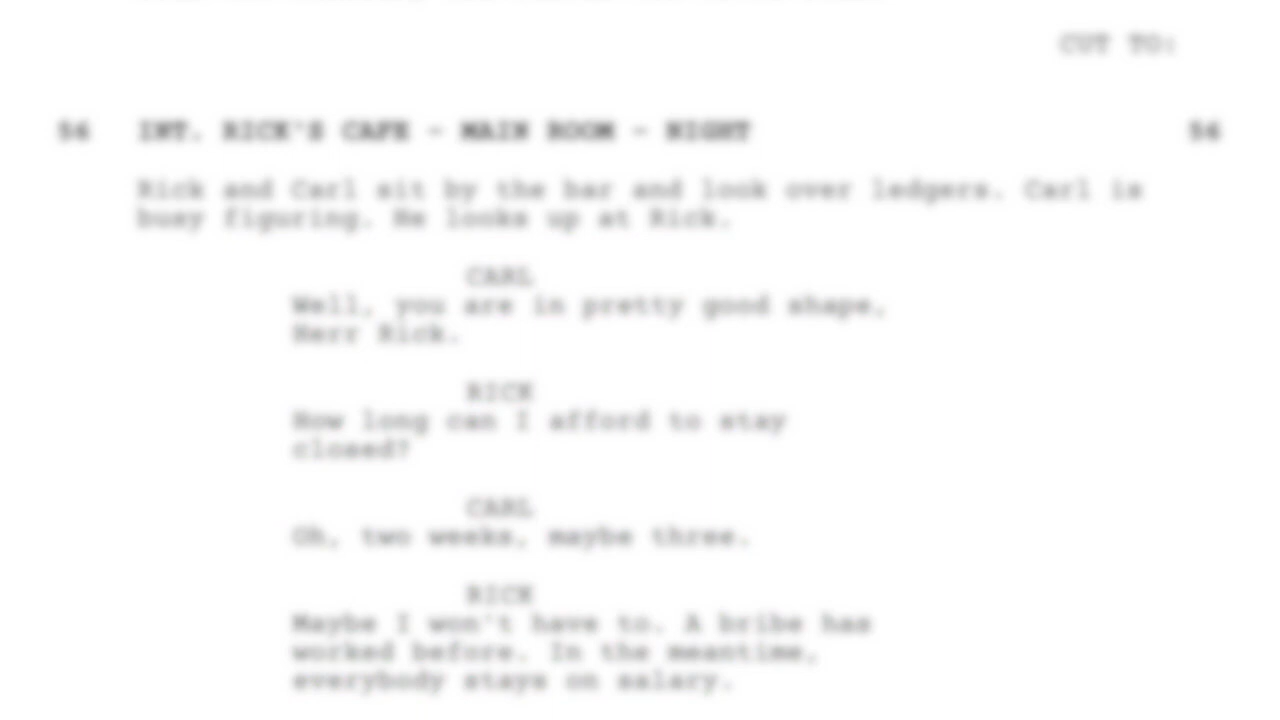 CUT TO:
56 INT. RICK'S CAFE - MAIN ROOM - NIGHT 56
Rick and Carl sit by the bar and look over ledgers. Carl is
busy figuring. He looks up at Rick.
CARL
Well, you are in pretty good shape,
Herr Rick.
RICK
How long can I afford to stay
closed?
CARL
Oh, two weeks, maybe three.
RICK
Maybe I won't have to. A bribe has
worked before. In the meantime,
everybody stays on salary.